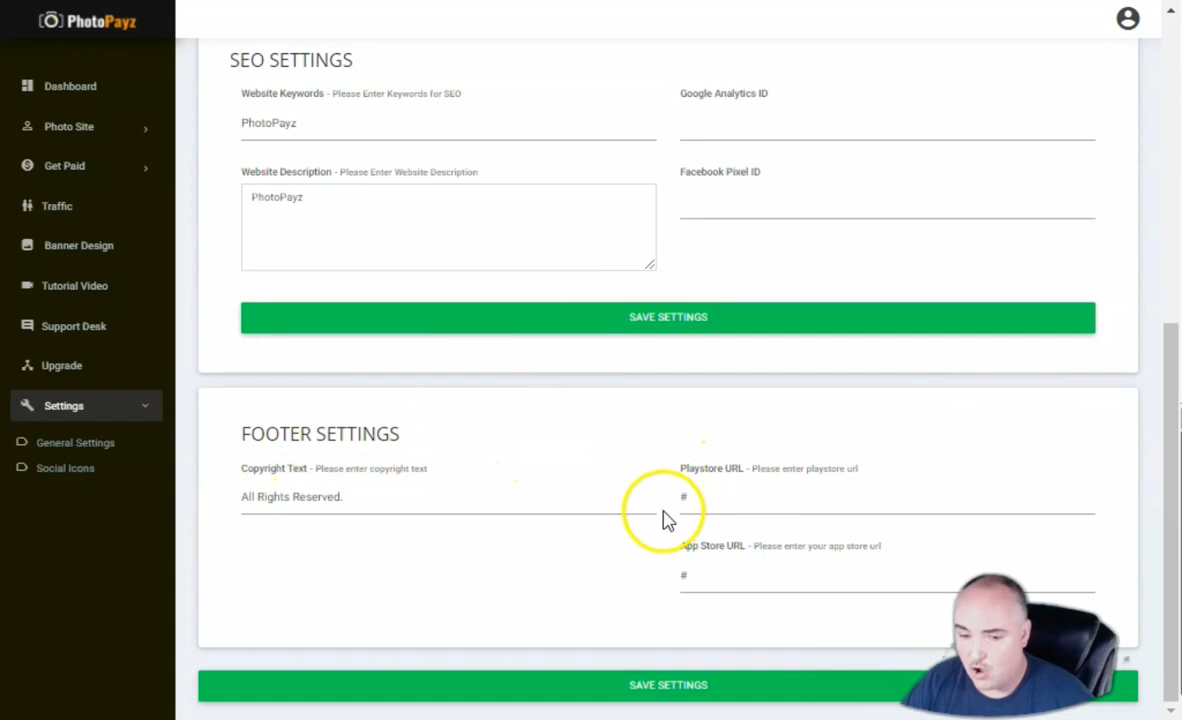 PhotoPayz
Dashboard
Photo Site
Get Paid
Traffic
Banner Design
Tutorial Video
Support Desk
Upgrade
Settings
General Settings
Social Icons
SEO SETTINGS
Website Keywords - Please Enter Keywords for SEO
PhotoPayz
Google Analytics ID
Website Description - Please Enter Website Description
PhotoPayz
Facebook Pixel ID
SAVE SETTINGS
FOOTER SETTINGS
Copyright Text - Please enter copyright text
All Rights Reserved.
Playstore URL - Please enter playstore url
#
App Store URL - Please enter your app store url
#
SAVE SETTINGS